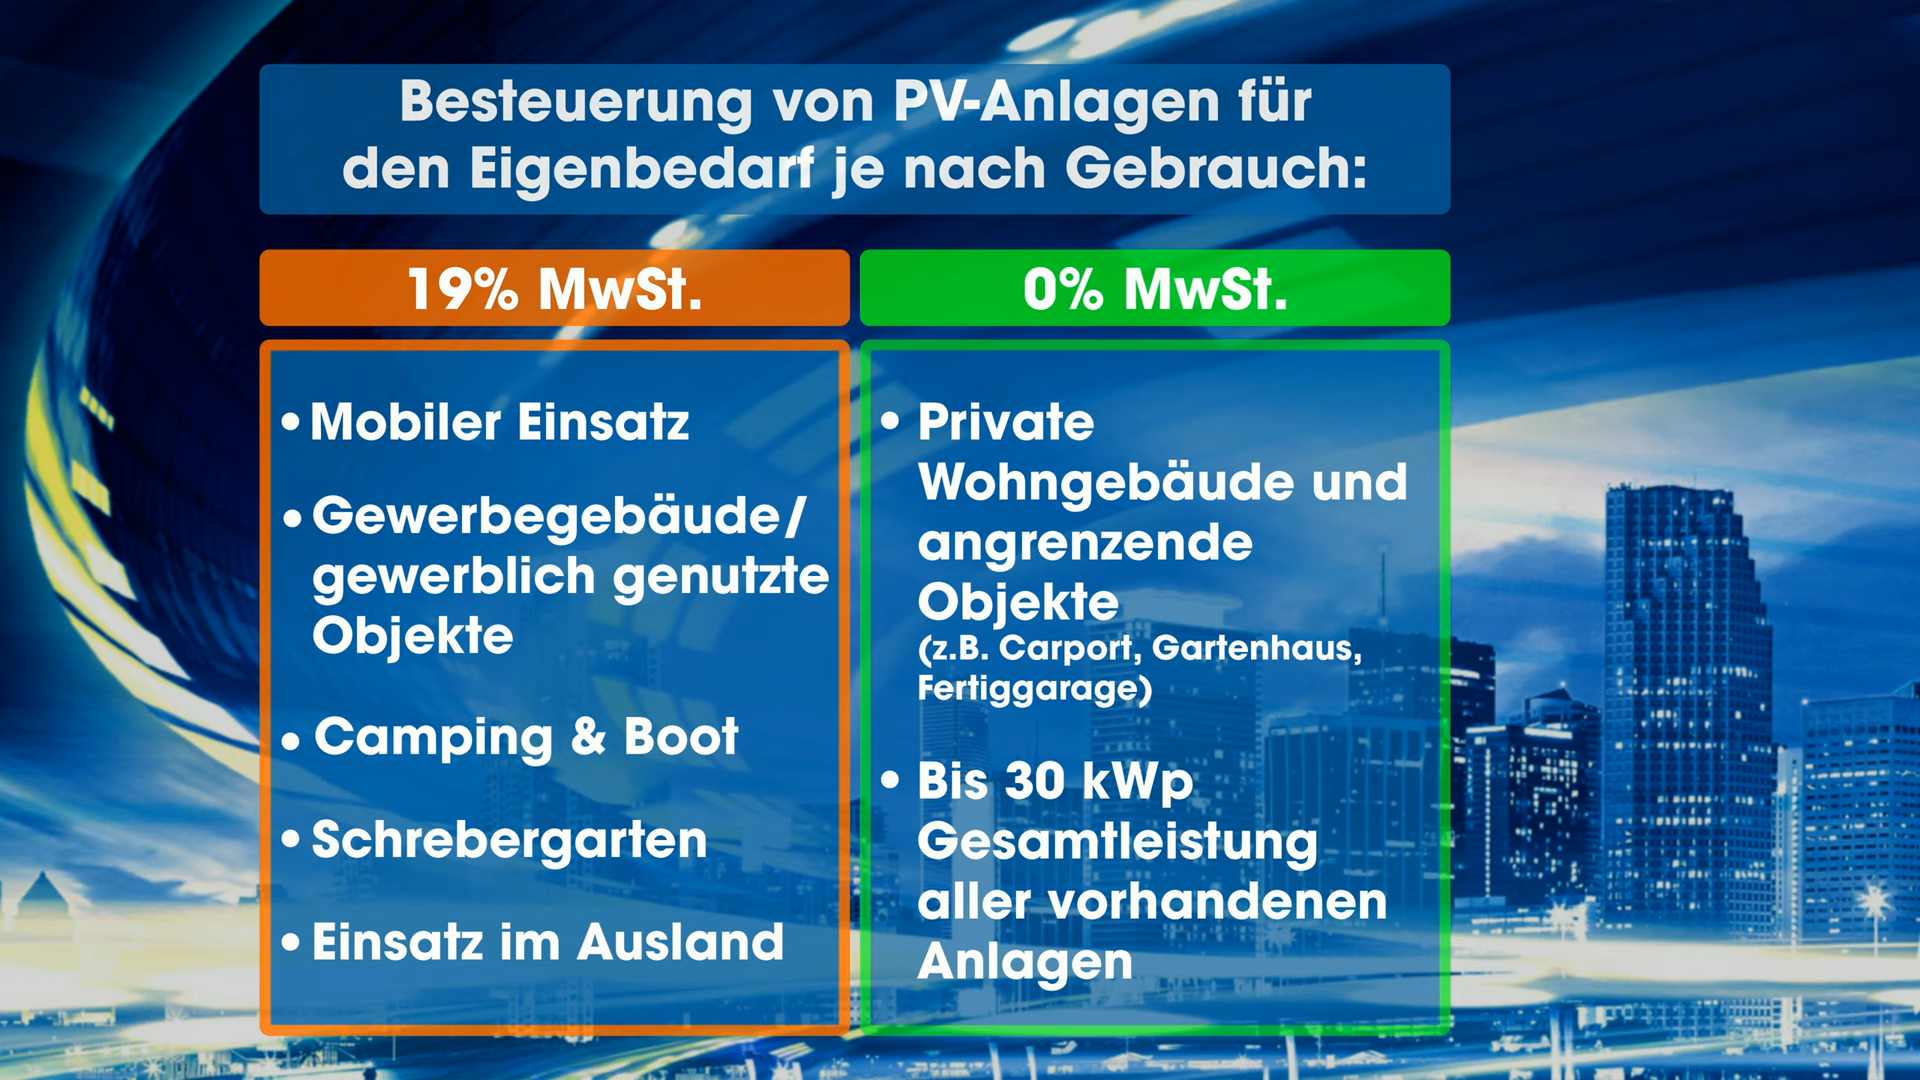 Besteuerung von PV-Anlagen für
den Eigenbedarf je nach Gebrauch:
19% MwSt.
• Mobiler Einsatz
• Gewerbegebäude/
gewerblich genutzte
Objekte
• Camping & Boot
• Schrebergarten
• Einsatz im Ausland
0% MwSt.
• Private
Wohngebäude und
angrenzende
Objekte
(z.B. Carport, Gartenhaus,
Fertiggarage)
• Bis 30 kWp
Gesamtleistung
aller vorhandenen
Anlagen